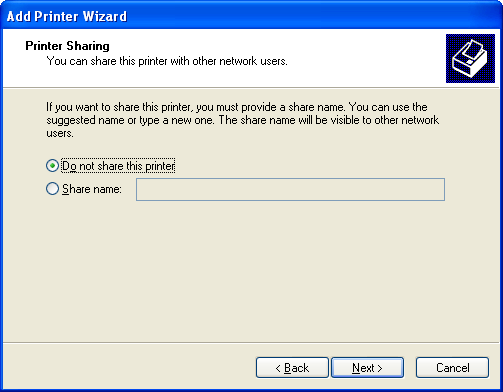 Add Printer Wizard
Printer Sharing
You can share this printer with other network users.
If you want to share this printer, you must provide a share name. You can use the
suggested name or type a new one. The share name will be visible to other network
users.
Do not share this printer
Share name:
< Back Next > Cancel